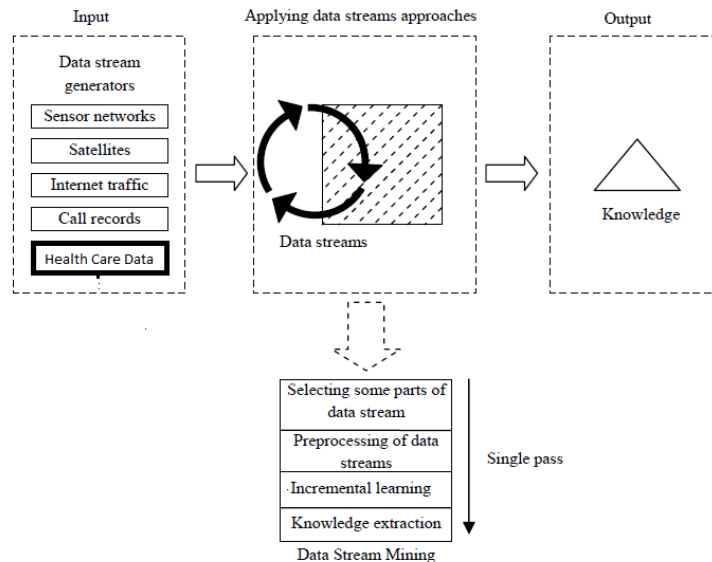 Input
Applying data streams approaches
Output
Data stream
generators
Sensor networks
Satellites
Internet traffic
Call records
Health Care Data
Data streams
Knowledge
Selecting some parts of
data stream
Preprocessing of data
streams
Incremental learning
Knowledge extraction
Single pass
Data Stream Mining